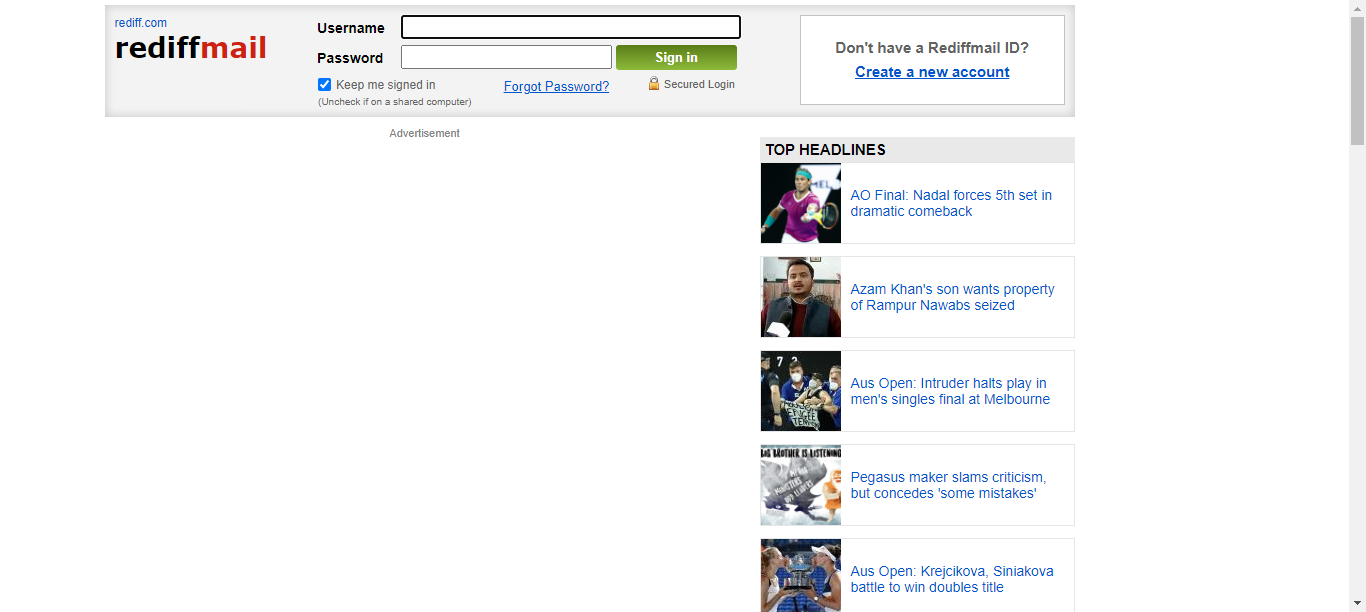 rediff.com
rediffmail
Username
Password
Sign in
Keep me signed in
Forgot Password?
Secured Login
(Uncheck if on a shared computer)
Don't have a Rediffmail ID?
Create a new account
Advertisement
TOP HEADLINES
AO Final: Nadal forces 5th set in
dramatic comeback
Azam Khan's son wants property
of Rampur Nawabs seized
Aus Open: Intruder halts play in
men's singles final at Melbourne
BIG BROTHER IS LISTENING
Pegasus maker slams criticism,
but concedes 'some mistakes'
Aus Open: Krejcikova, Siniakova
battle to win doubles title